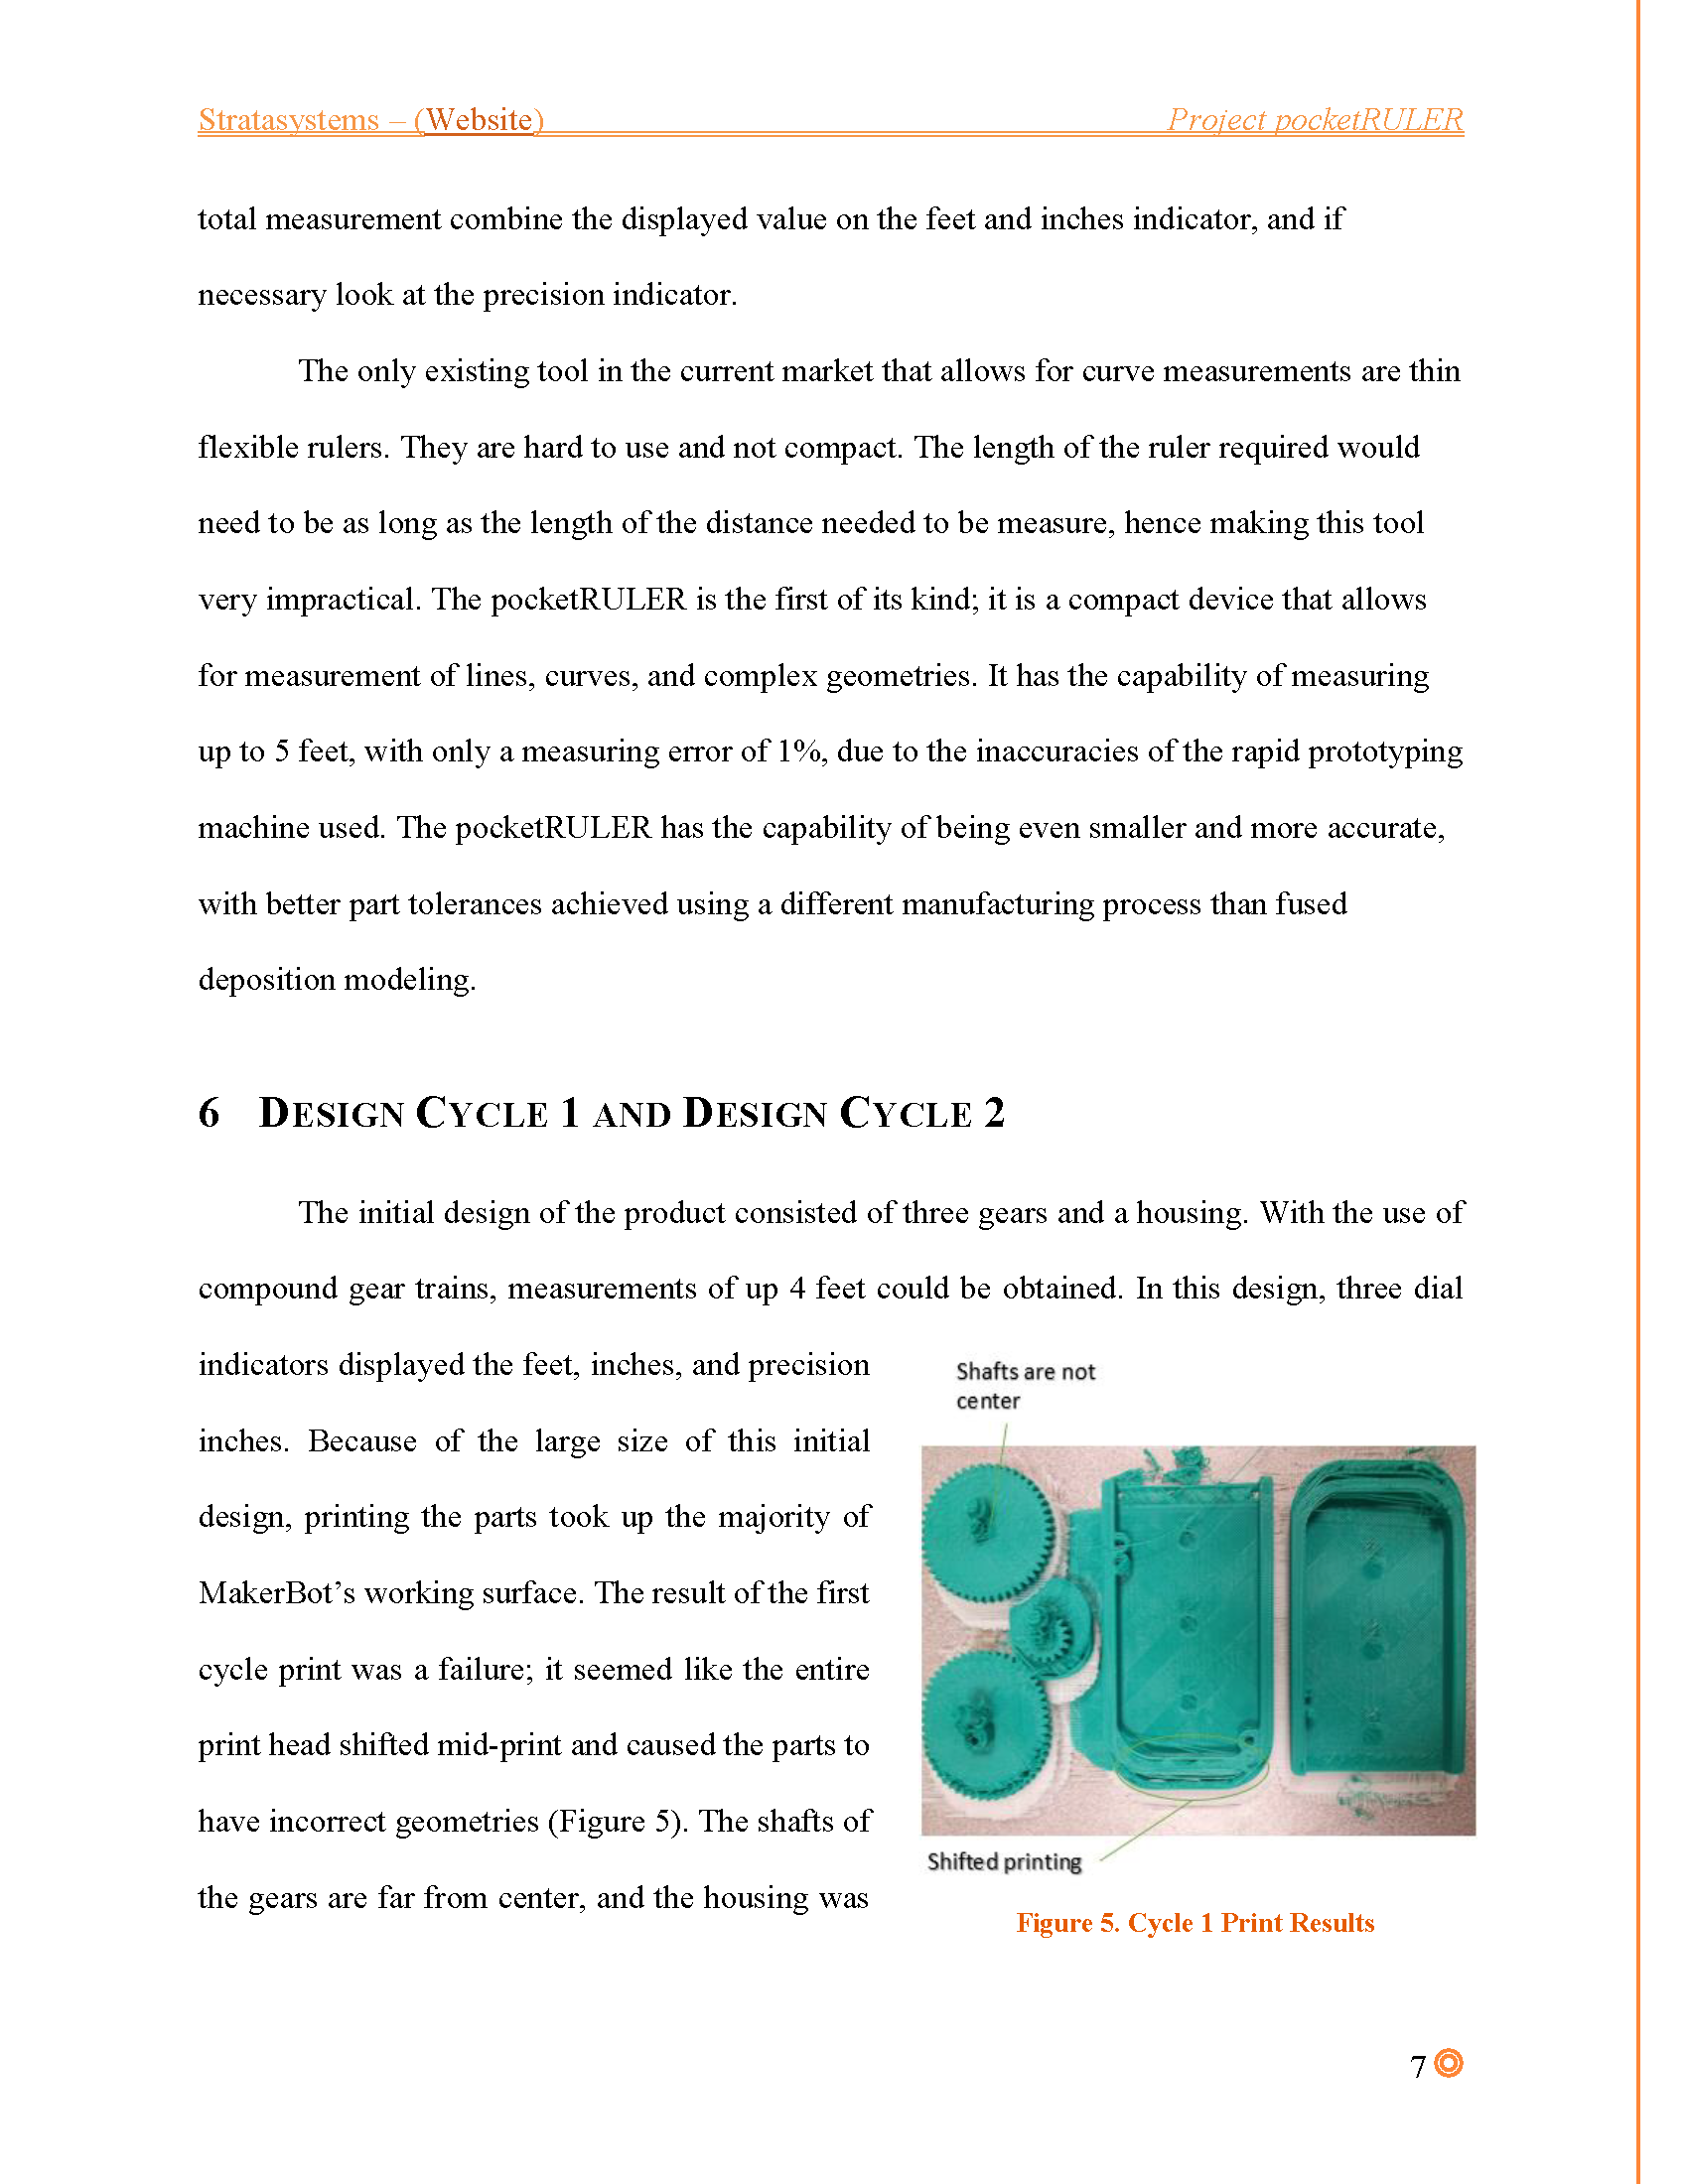 Stratasystems – (Website) Project pocketRULER
total measurement combine the displayed value on the feet and inches indicator, and if
necessary look at the precision indicator.
The only existing tool in the current market that allows for curve measurements are thin
flexible rulers. They are hard to use and not compact. The length of the ruler required would
need to be as long as the length of the distance needed to be measure, hence making this tool
very impractical. The pocketRULER is the first of its kind; it is a compact device that allows
for measurement of lines, curves, and complex geometries. It has the capability of measuring
up to 5 feet, with only a measuring error of 1%, due to the inaccuracies of the rapid prototyping
machine used. The pocketRULER has the capability of being even smaller and more accurate,
with better part tolerances achieved using a different manufacturing process than fused
deposition modeling.
6 DESIGN CYCLE 1 AND DESIGN CYCLE 2
The initial design of the product consisted of three gears and a housing. With the use of
compound gear trains, measurements of up 4 feet could be obtained. In this design, three dial
indicators displayed the feet, inches, and precision
inches. Because of the large size of this initial
design, printing the parts took up the majority of
MakerBot’s working surface. The result of the first
cycle print was a failure; it seemed like the entire
print head shifted mid-print and caused the parts to
have incorrect geometries (Figure 5). The shafts of
the gears are far from center, and the housing was
Shafts are not
center
Shifted printing
Figure 5. Cycle 1 Print Results
7